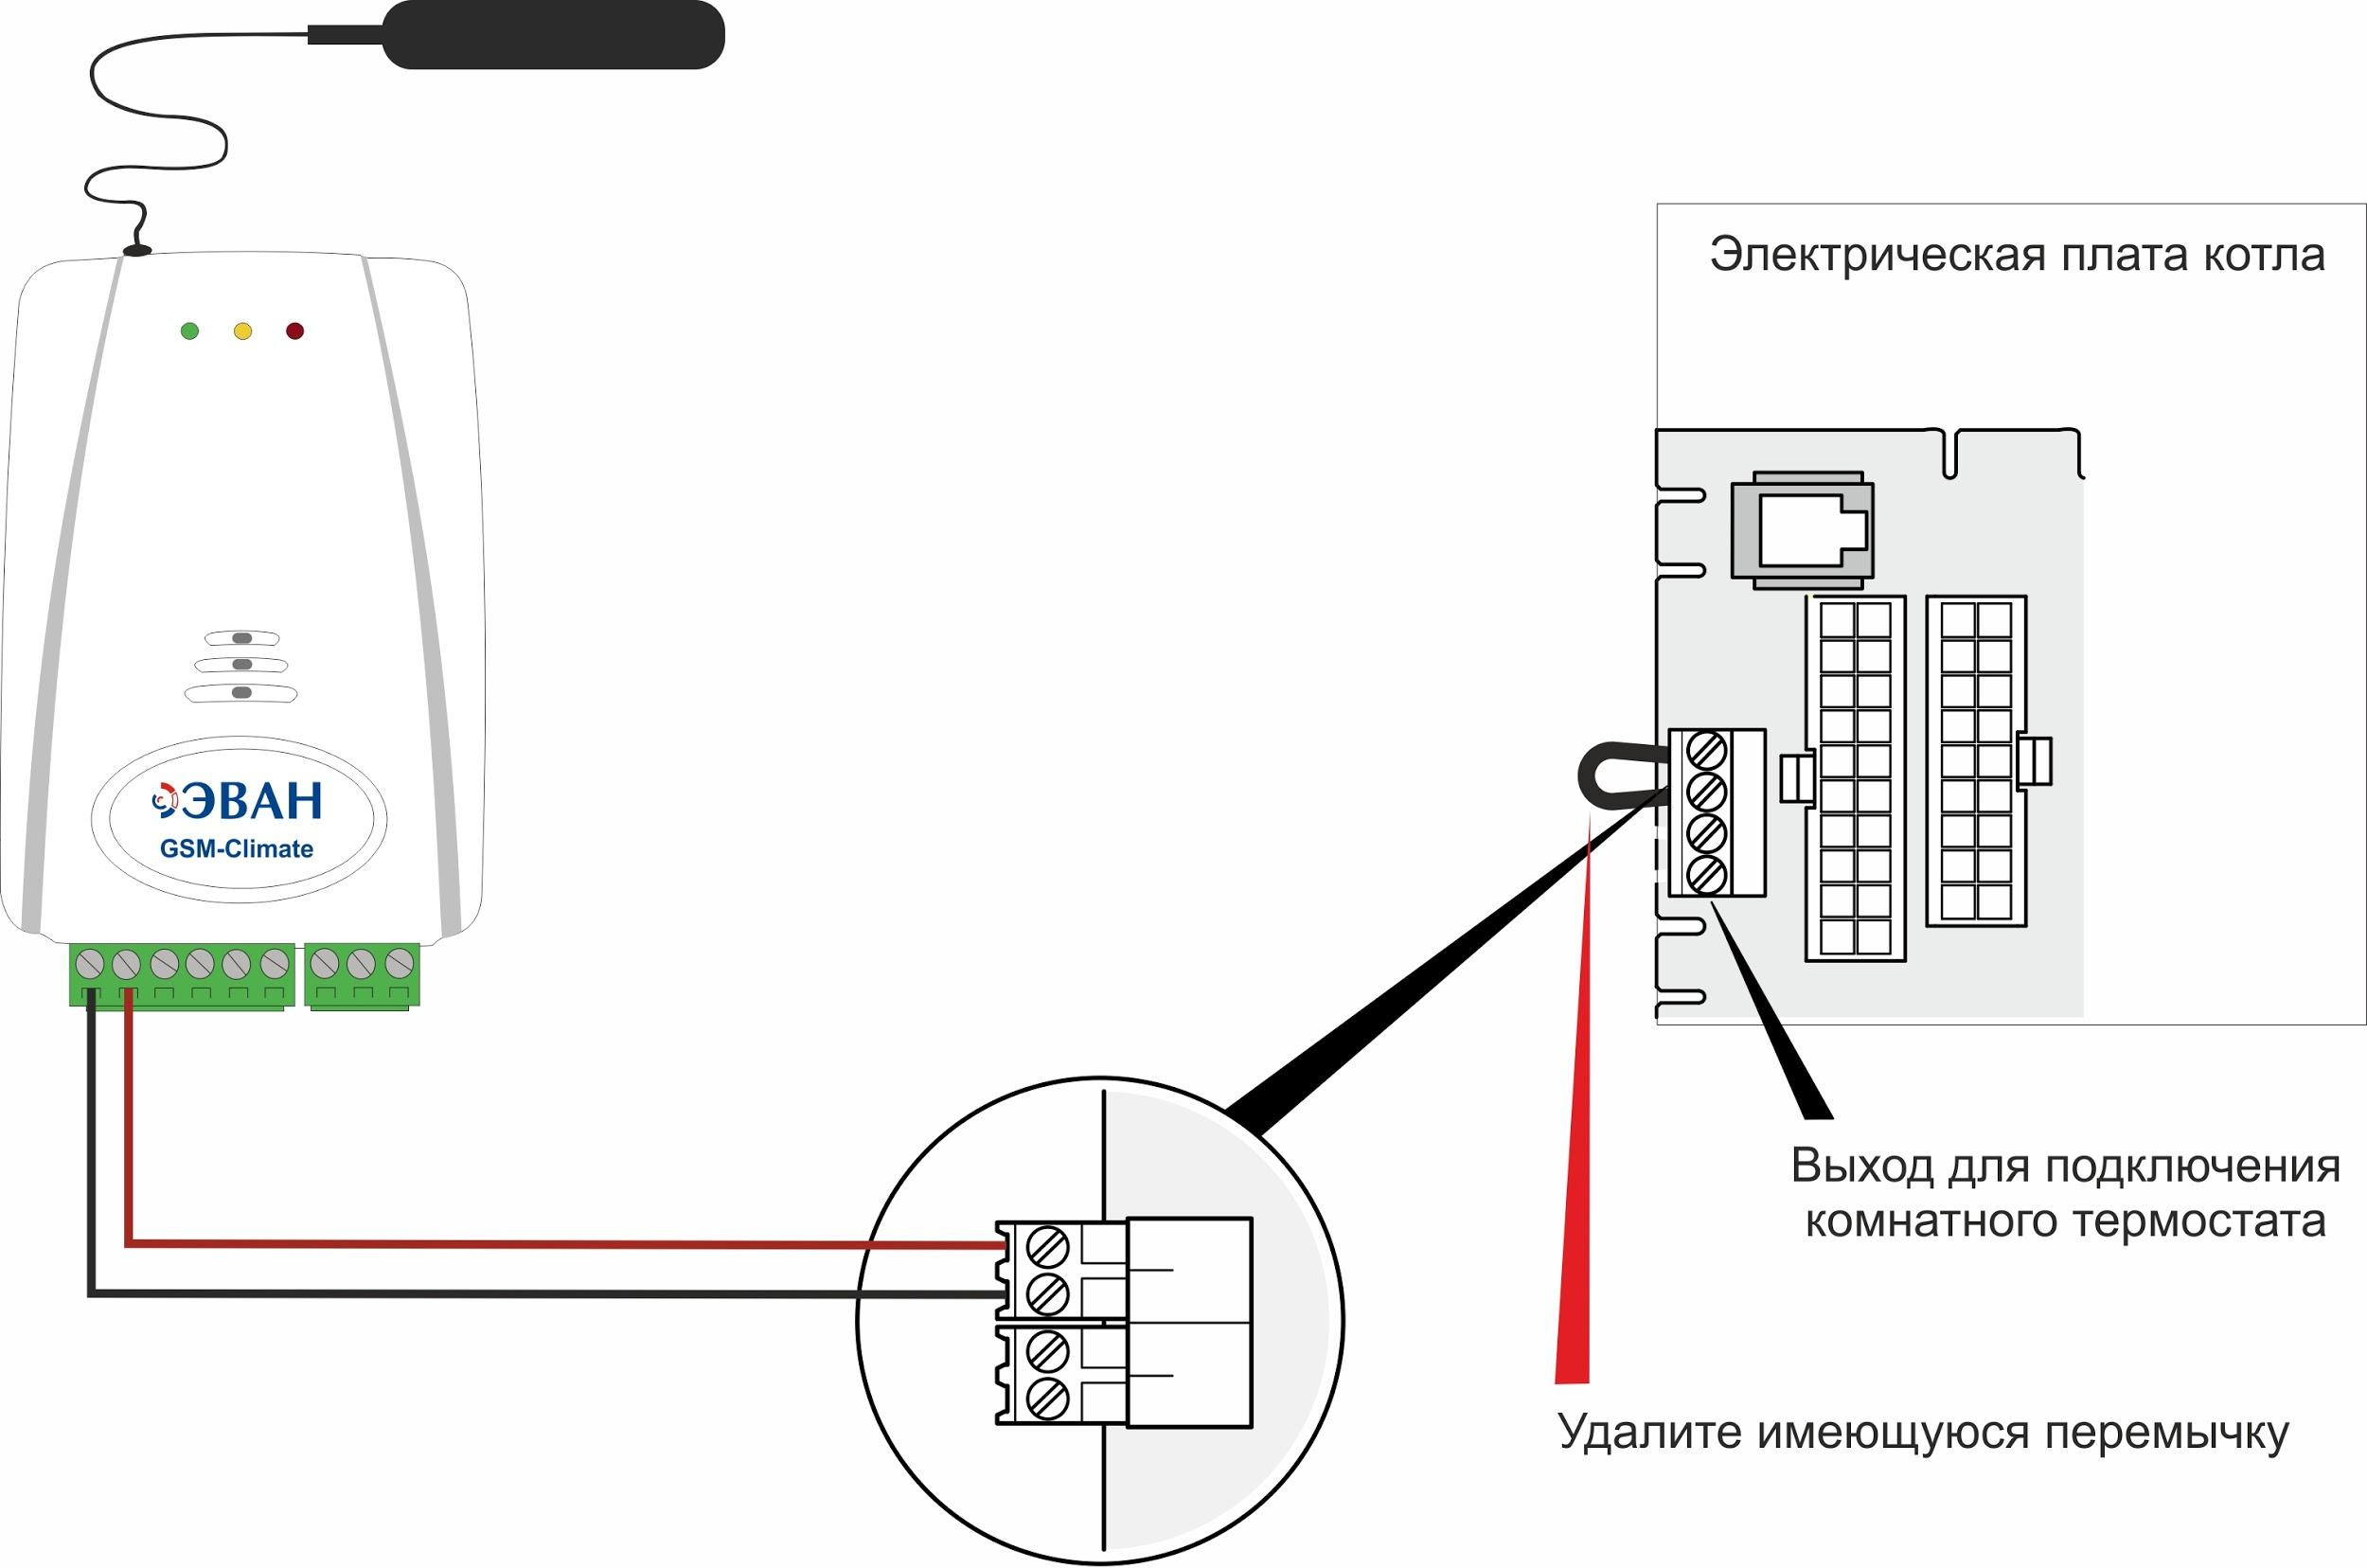 Электрическая плата котла
ЭВАН
GSM-Climate
Выход для подключения
комнатного термостата
Удалите имеющуюся перемычку